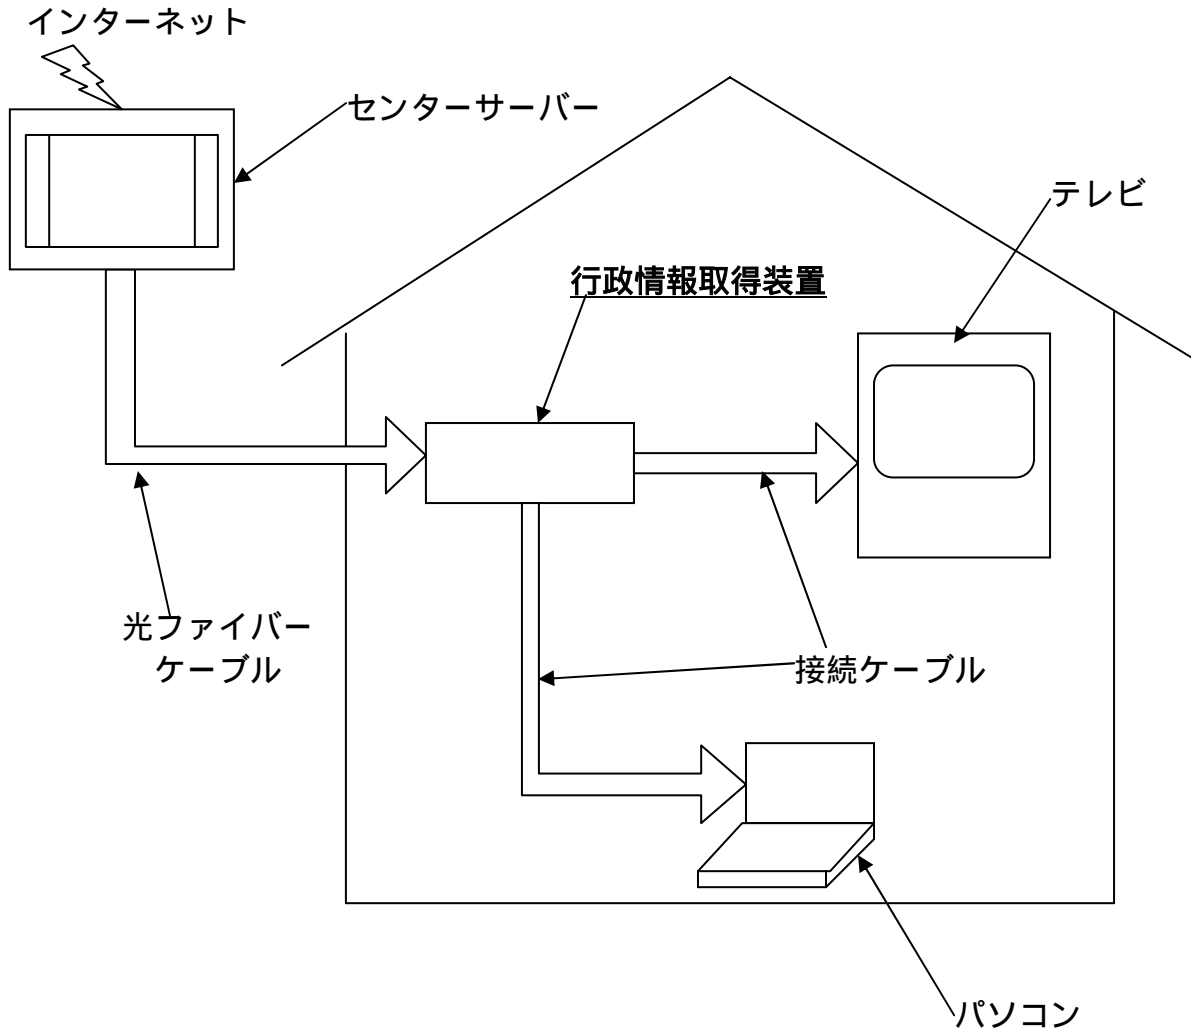 インターネット
センターサーバー
テレビ
行政情報取得装置
光ファイバー
ケーブル
接続ケーブル
パソコン